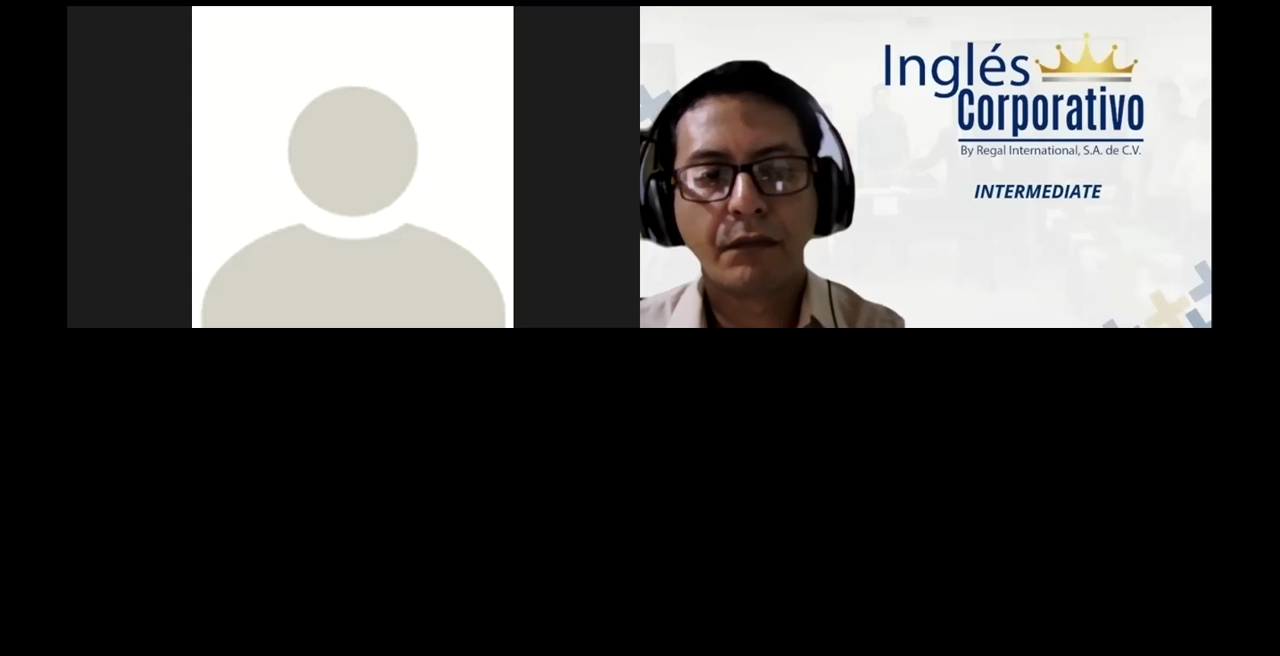 Inglés
Corporativo
By Regal International, S.A. de C.V.
INTERMEDIATE